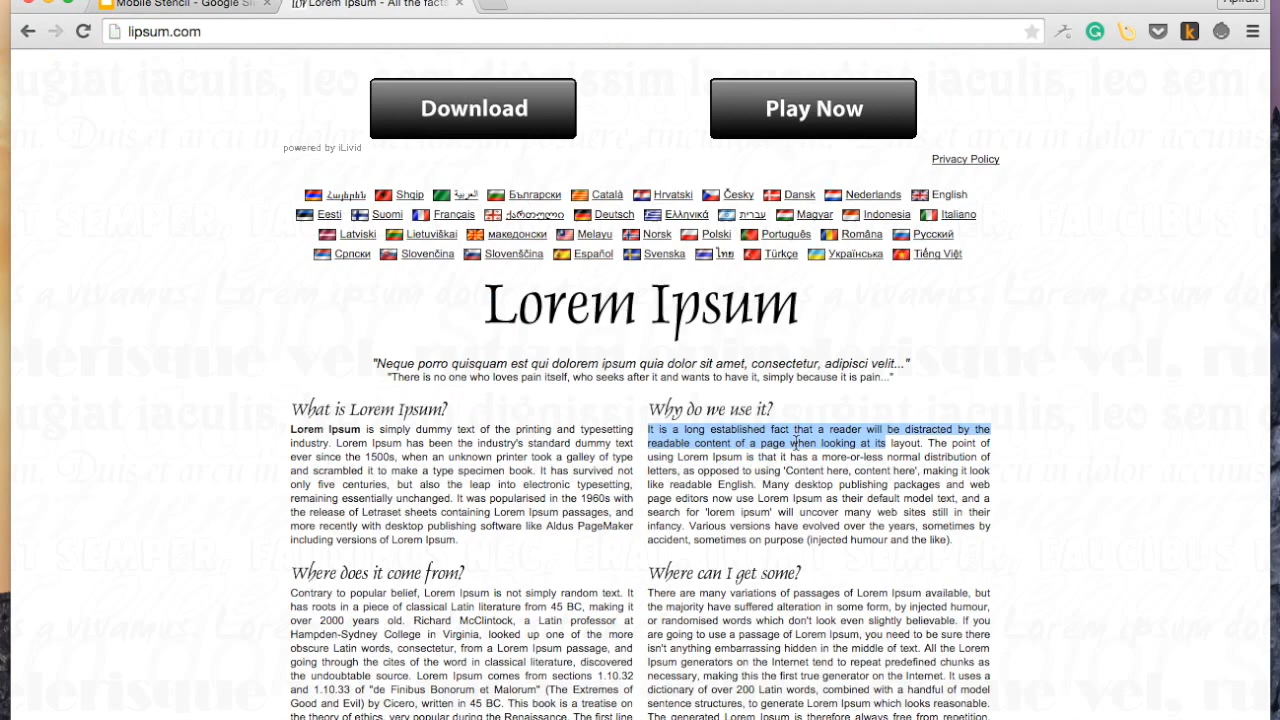 Mobile Stencil - Google Sl
Lorem Ipsum - All the facts
Apirak
lipsum.com
Download
Play Now
powered by iLivid
Privacy Policy
Հայերեն Shqip العربية Български Català Hrvatski Česky Dansk Nederlands English
Eesti Suomi Français ქართული Deutsch Ελληνικά עברית Magyar Indonesia Italiano
Latviski Lietuviškai македонски Melayu Norsk Polski Português Româna Русский
Српски Slovenčina Slovenščina Español Svenska ไทย Türkçe Українська Tiếng Việt
Lorem Ipsum
"Neque porro quisquam est qui dolorem ipsum quia dolor sit amet, consectetur, adipisci velit..."
"There is no one who loves pain itself, who seeks after it and wants to have it, simply because it is pain..."
What is Lorem Ipsum?
Lorem Ipsum is simply dummy text of the printing and typesetting
industry. Lorem Ipsum has been the industry's standard dummy text
ever since the 1500s, when an unknown printer took a galley of type
and scrambled it to make a type specimen book. It has survived not
only five centuries, but also the leap into electronic typesetting,
remaining essentially unchanged. It was popularised in the 1960s with
the release of Letraset sheets containing Lorem Ipsum passages, and
more recently with desktop publishing software like Aldus PageMaker
including versions of Lorem Ipsum.
Why do we use it?
It is a long established fact that a reader will be distracted by the
readable content of a page when looking at its layout. The point of
using Lorem Ipsum is that it has a more-or-less normal distribution of
letters, as opposed to using 'Content here, content here', making it look
like readable English. Many desktop publishing packages and web
page editors now use Lorem Ipsum as their default model text, and a
search for 'lorem ipsum' will uncover many web sites still in their
infancy. Various versions have evolved over the years, sometimes by
accident, sometimes on purpose (injected humour and the like).
Where does it come from?
Contrary to popular belief, Lorem Ipsum is not simply random text. It
has roots in a piece of classical Latin literature from 45 BC, making it
over 2000 years old. Richard McClintock, a Latin professor at
Hampden-Sydney College in Virginia, looked up one of the more
obscure Latin words, consectetur, from a Lorem Ipsum passage, and
going through the cites of the word in classical literature, discovered
the undoubtable source. Lorem Ipsum comes from sections 1.10.32
and 1.10.33 of "de Finibus Bonorum et Malorum" (The Extremes of
Good and Evil) by Cicero, written in 45 BC. This book is a treatise on
the theory of ethics, very popular during the Renaissance. The first line
Where can I get some?
There are many variations of passages of Lorem Ipsum available, but
the majority have suffered alteration in some form, by injected humour,
or randomised words which don't look even slightly believable. If you
are going to use a passage of Lorem Ipsum, you need to be sure there
isn't anything embarrassing hidden in the middle of text. All the Lorem
Ipsum generators on the Internet tend to repeat predefined chunks as
necessary, making this the first true generator on the Internet. It uses a
dictionary of over 200 Latin words, combined with a handful of model
sentence structures, to generate Lorem Ipsum which looks reasonable.
The generated Lorem Ipsum is therefore always free from repetition,